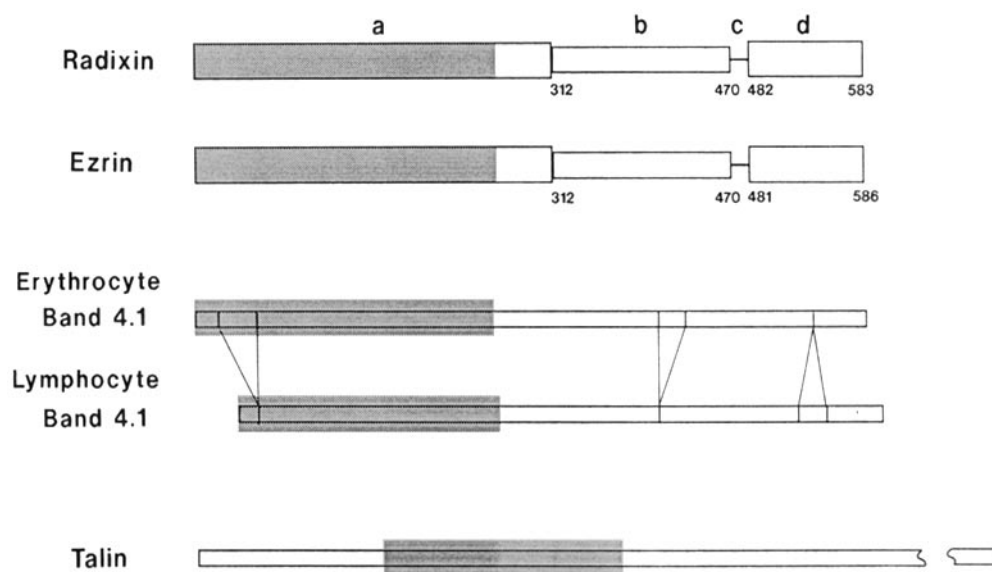 a b c d
Radixin
312 470 482 583
Ezrin
312 470 481 586
Erythrocyte
Band 4.1
Lymphocyte
Band 4.1
Talin